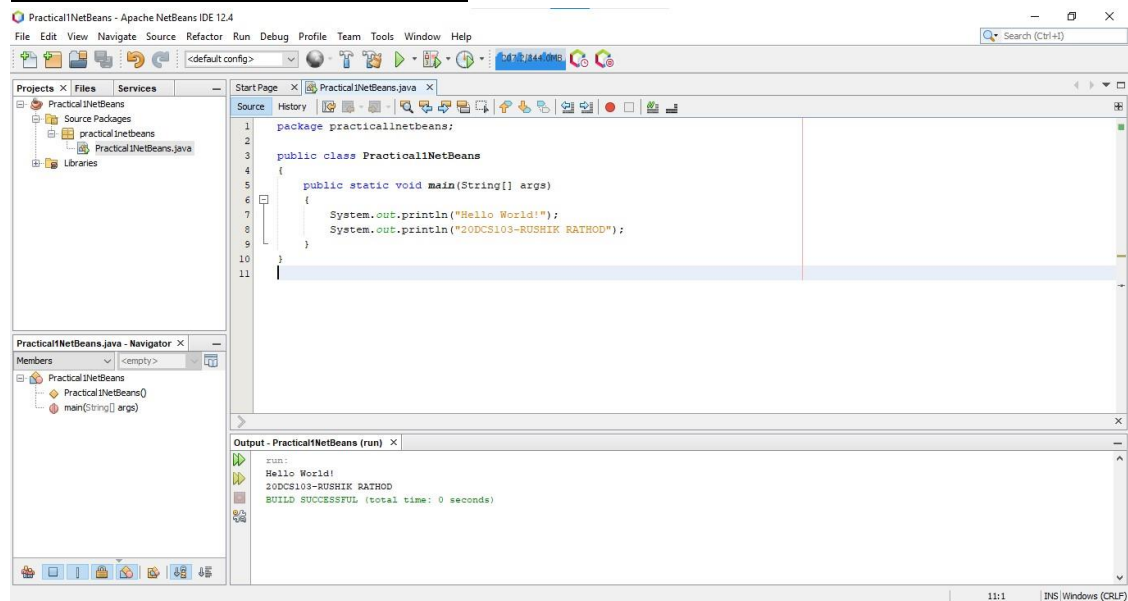 Practical1NetBeans - Apache NetBeans IDE 12.4
File Edit View Navigate Source Refactor Run Debug Profile Team Tools Window Help
Search (Ctrl+I)
<default config>
Projects Files Services
Practical1NetBeans
Source Packages
practical1netbeans
Practical1NetBeans.java
Libraries
Start Page Practical1NetBeans.java
Source History
1 package practical1netbeans;
2
3 public class Practical1NetBeans
4 {
5 public static void main(String[] args)
6 {
7 System.out.println("Hello World!");
8 System.out.println("20DCS103-RUSHIK RATHOD");
9 }
10 }
11
Practical1NetBeans.java - Navigator
Members <empty>
Practical1NetBeans
Practical1NetBeans()
main(String[] args)
Output - Practical1NetBeans (run)
run:
Hello World!
20DCS103-RUSHIK RATHOD
BUILD SUCCESSFUL (total time: 0 seconds)
11:1 INS Windows (CRLF)